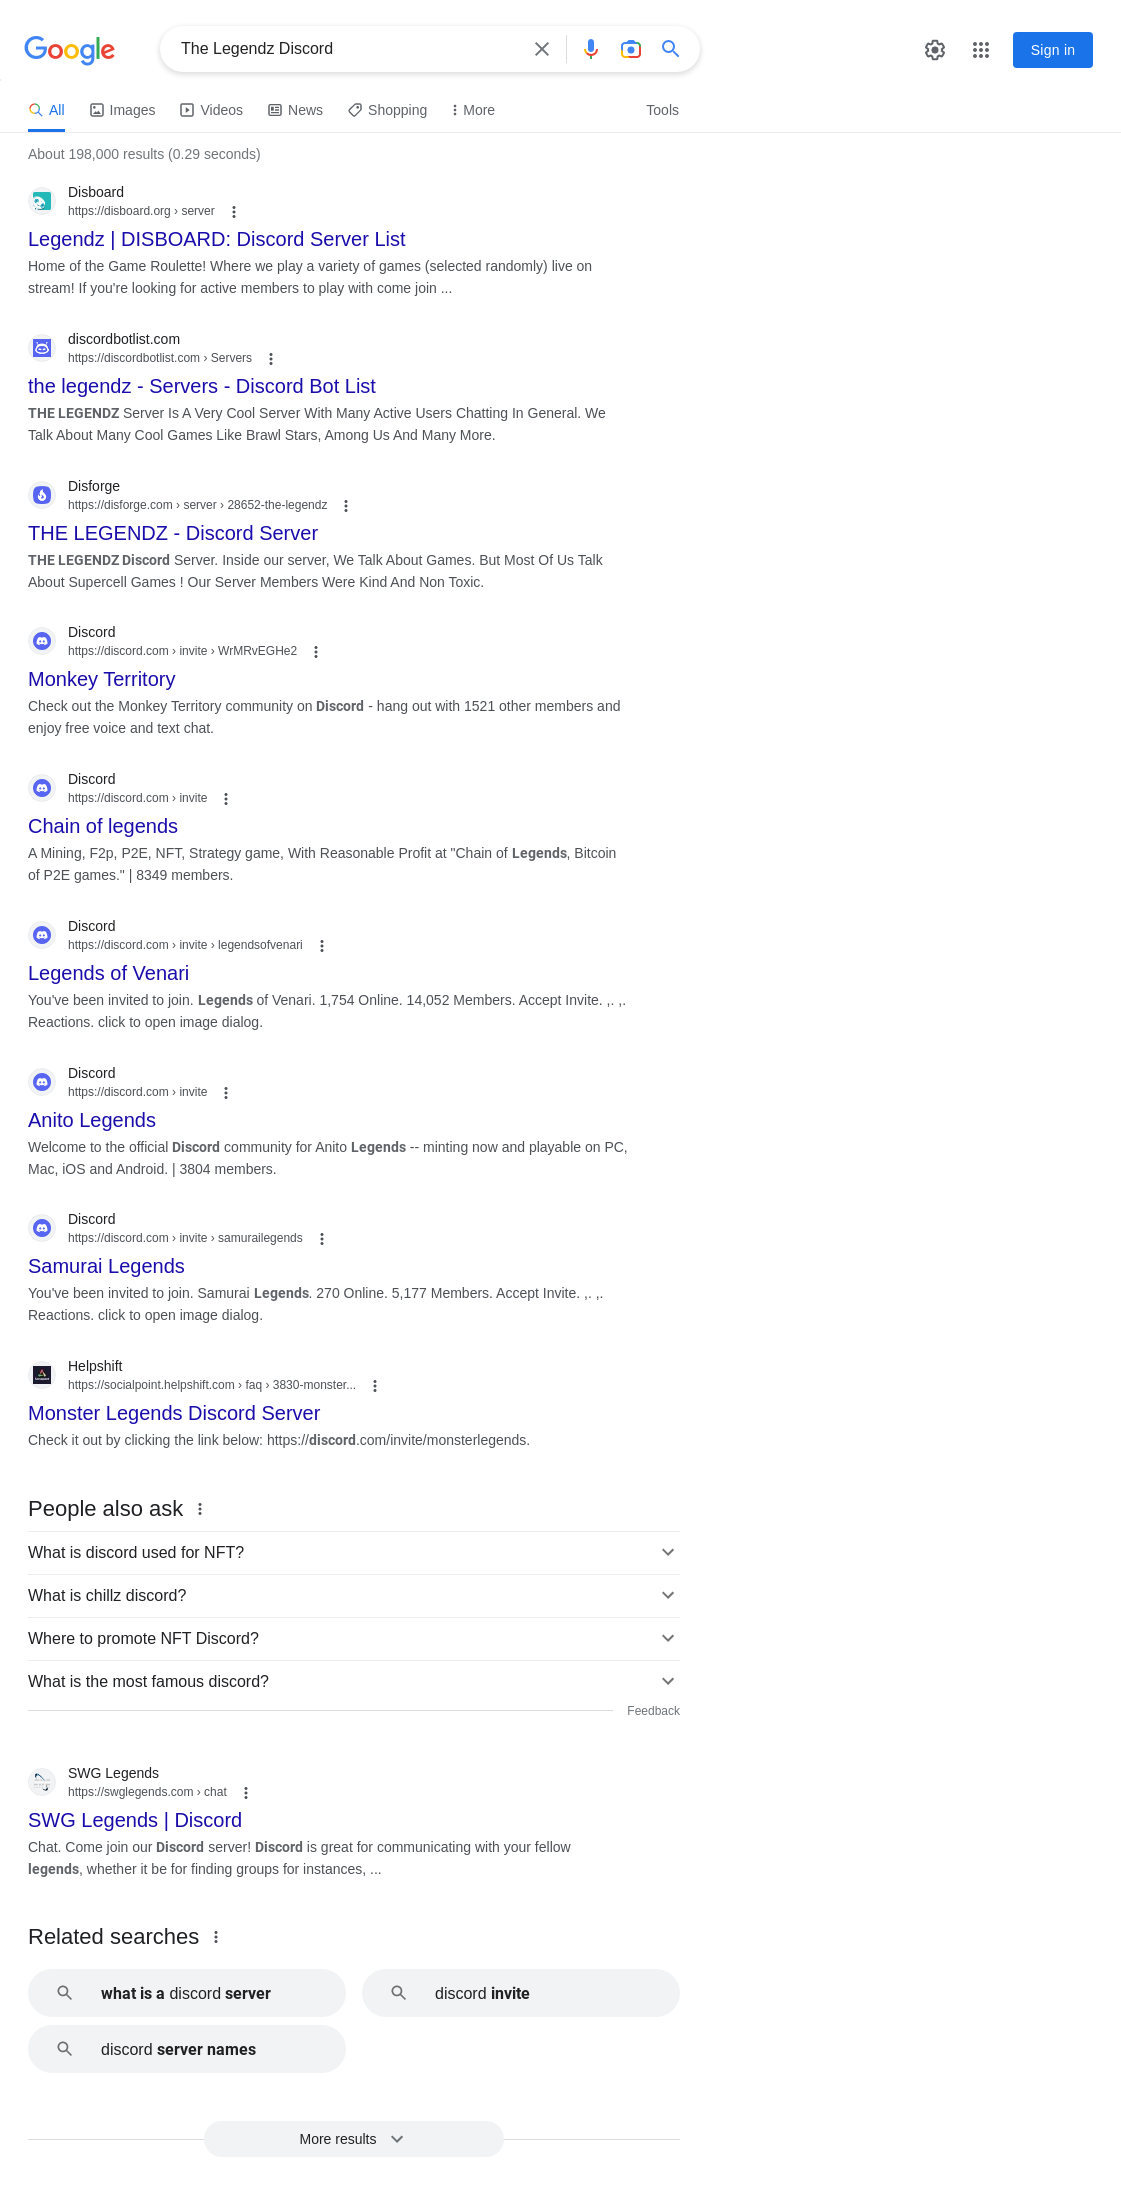 Google
The Legendz Discord
Sign in
All
Images
Videos
News
Shopping
More
Tools
About 198,000 results (0.29 seconds)
Disboard
https://disboard.org › server
Legendz | DISBOARD: Discord Server List
Home of the Game Roulette! Where we play a variety of games (selected randomly) live on
stream! If you're looking for active members to play with come join ...
discordbotlist.com
https://discordbotlist.com › Servers
the legendz - Servers - Discord Bot List
THE LEGENDZ Server Is A Very Cool Server With Many Active Users Chatting In General. We
Talk About Many Cool Games Like Brawl Stars, Among Us And Many More.
Disforge
https://disforge.com › server › 28652-the-legendz
THE LEGENDZ - Discord Server
THE LEGENDZ Discord Server. Inside our server, We Talk About Games. But Most Of Us Talk
About Supercell Games ! Our Server Members Were Kind And Non Toxic.
Discord
https://discord.com › invite › WrMRvEGHe2
Monkey Territory
Check out the Monkey Territory community on Discord - hang out with 1521 other members and
enjoy free voice and text chat.
Discord
https://discord.com › invite
Chain of legends
A Mining, F2p, P2E, NFT, Strategy game, With Reasonable Profit at "Chain of Legends, Bitcoin
of P2E games." | 8349 members.
Discord
https://discord.com › invite › legendsofvenari
Legends of Venari
You've been invited to join. Legends of Venari. 1,754 Online. 14,052 Members. Accept Invite. ,. ,.
Reactions. click to open image dialog.
Discord
https://discord.com › invite
Anito Legends
Welcome to the official Discord community for Anito Legends -- minting now and playable on PC,
Mac, iOS and Android. | 3804 members.
Discord
https://discord.com › invite › samurailegends
Samurai Legends
You've been invited to join. Samurai Legends. 270 Online. 5,177 Members. Accept Invite. ,. ,.
Reactions. click to open image dialog.
Helpshift
https://socialpoint.helpshift.com › faq › 3830-monster...
Monster Legends Discord Server
Check it out by clicking the link below: https://discord.com/invite/monsterlegends.
People also ask
What is discord used for NFT?
What is chillz discord?
Where to promote NFT Discord?
What is the most famous discord?
Feedback
SWG Legends
https://swglegends.com › chat
SWG Legends | Discord
Chat. Come join our Discord server! Discord is great for communicating with your fellow
legends, whether it be for finding groups for instances, ...
Related searches
what is a discord server
discord invite
discord server names
More results